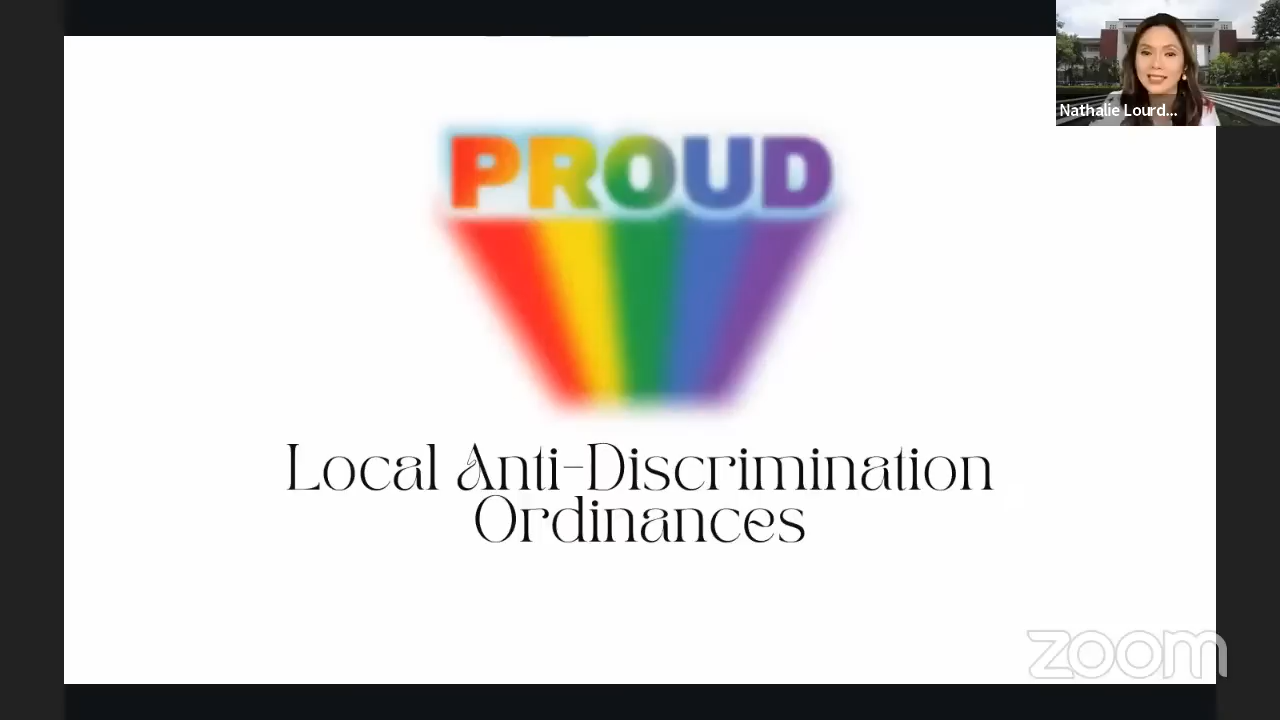 Nathalie Lourd...
PROUD
Local Anti-Discrimination
Ordinances
zoom